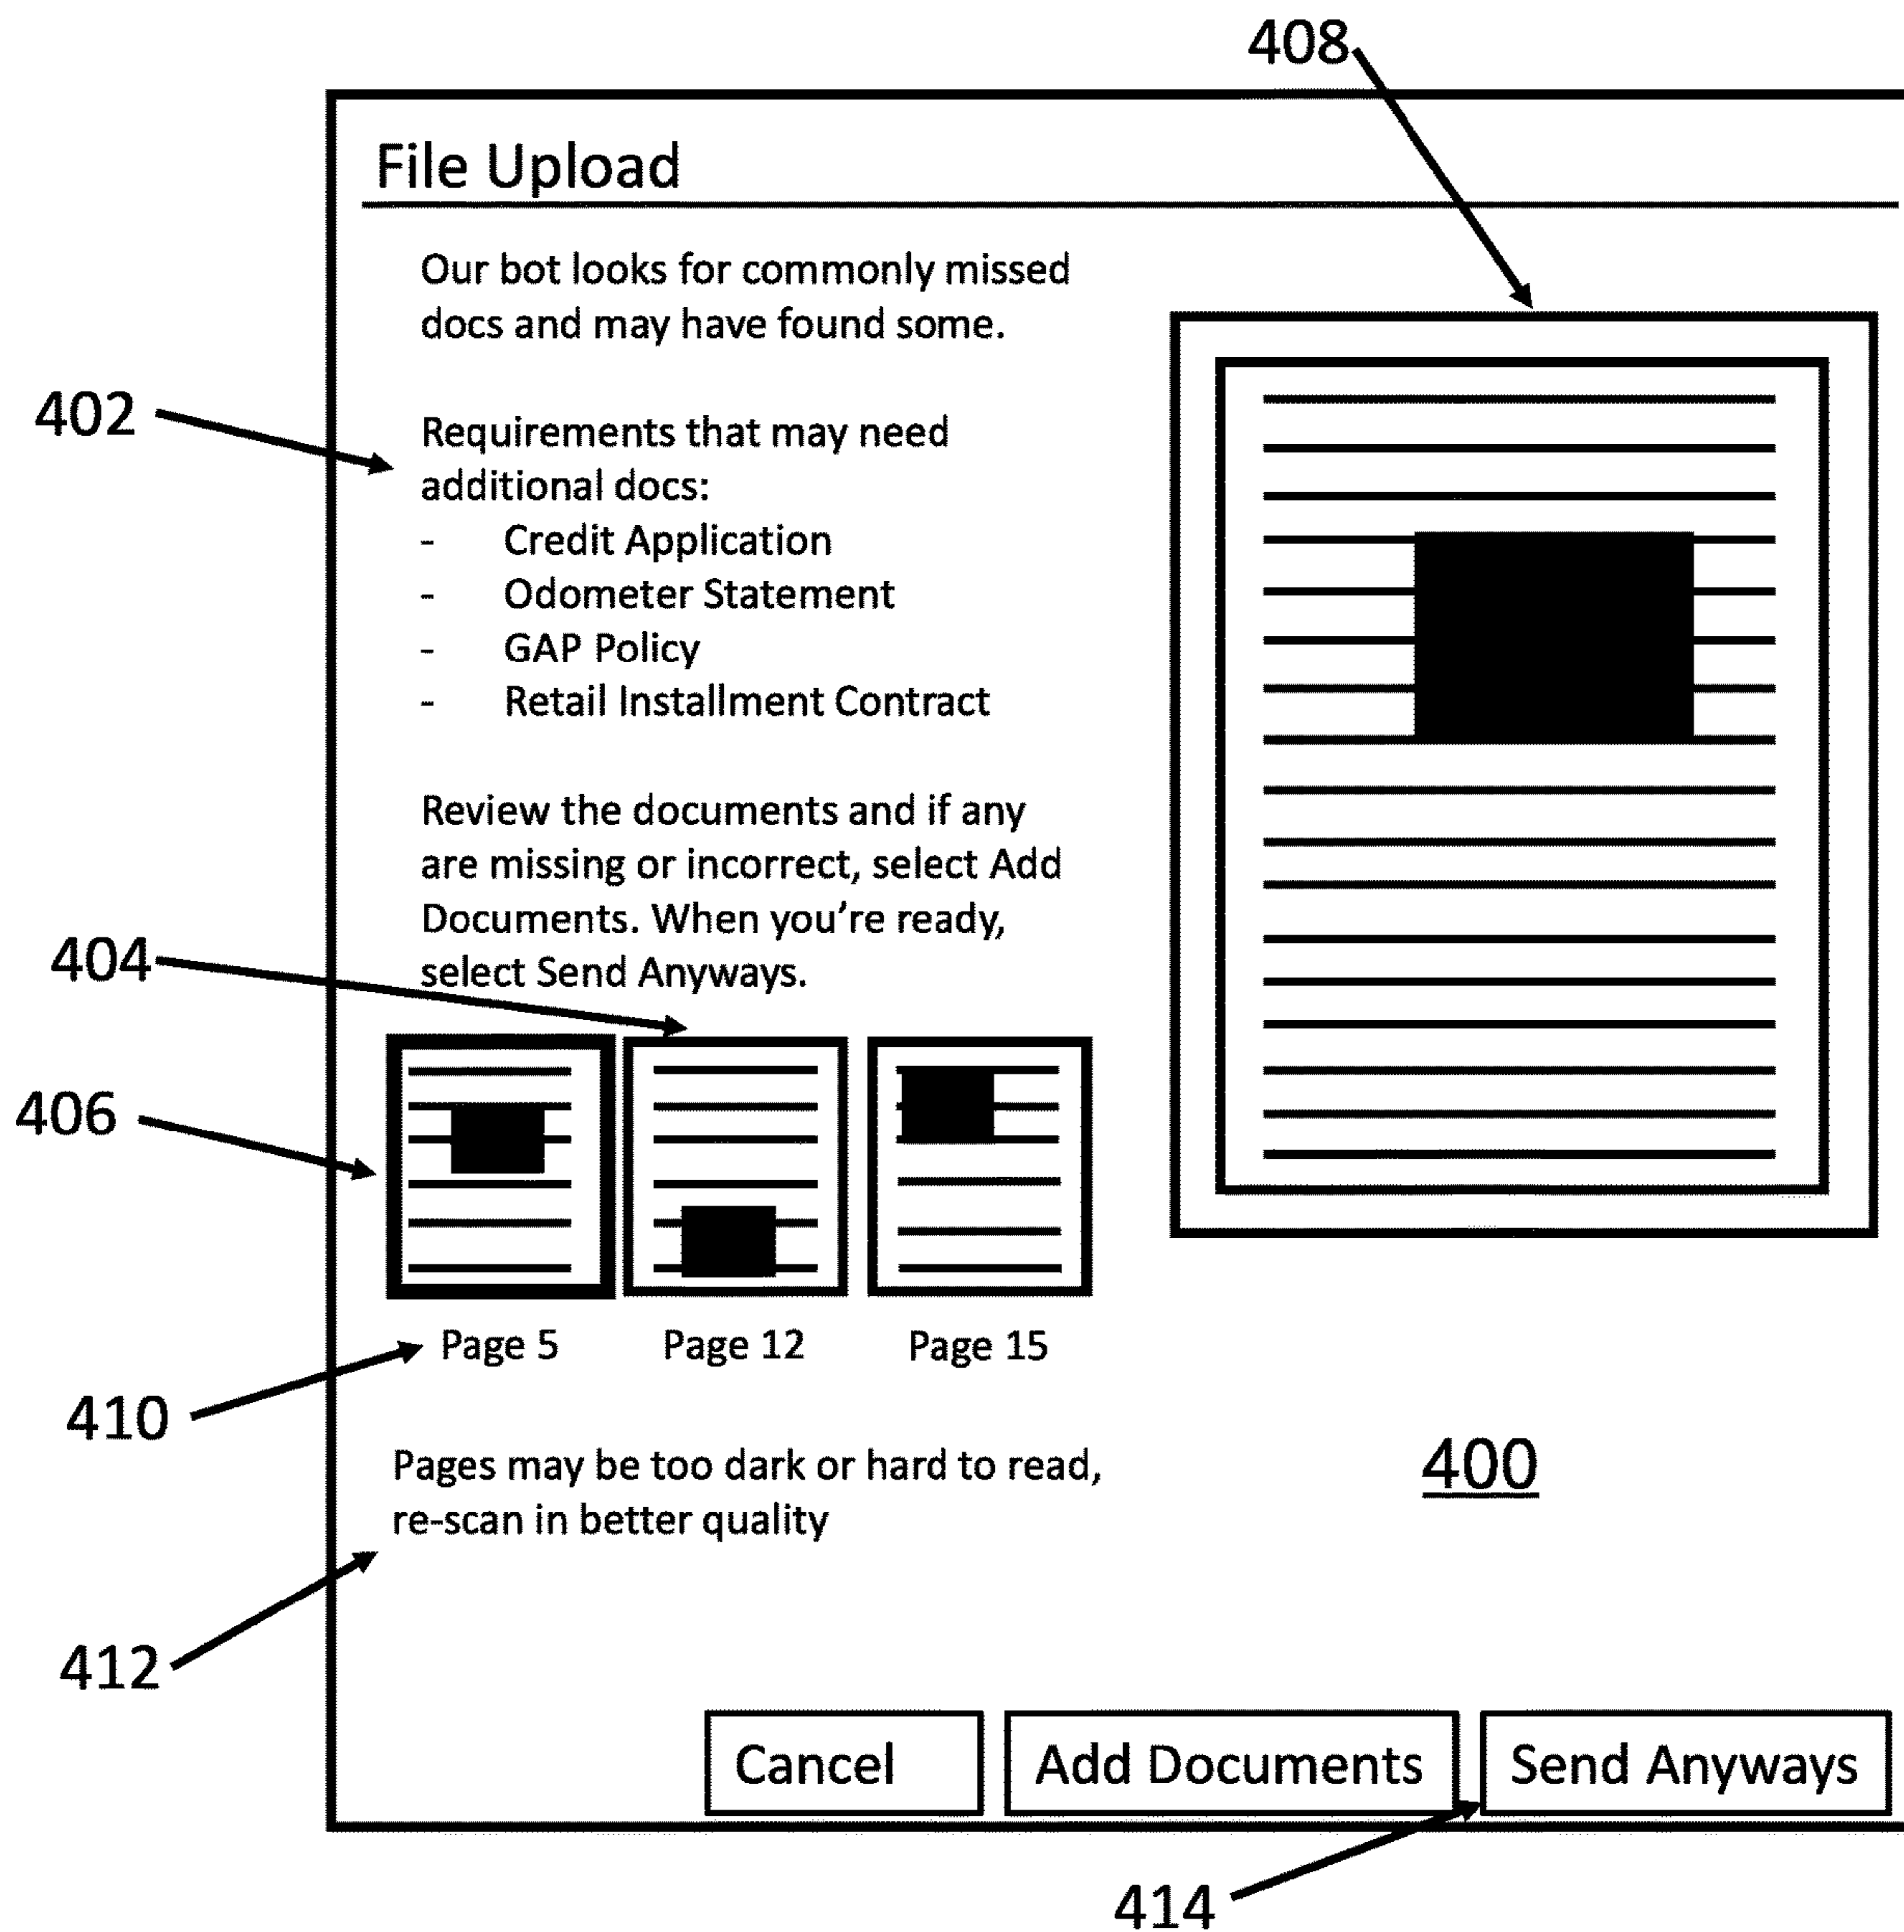 408
File Upload
Our bot looks for commonly missed
docs and may have found some.
402
Requirements that may need
additional docs:
- Credit Application
- Odometer Statement
- GAP Policy
- Retail Installment Contract
Review the documents and if any
are missing or incorrect, select Add
Documents. When you're ready,
select Send Anyways.
404
406
Page 5 Page 12 Page 15
410
Pages may be too dark or hard to read,
re-scan in better quality
400
412
Cancel Add Documents Send Anyways
414